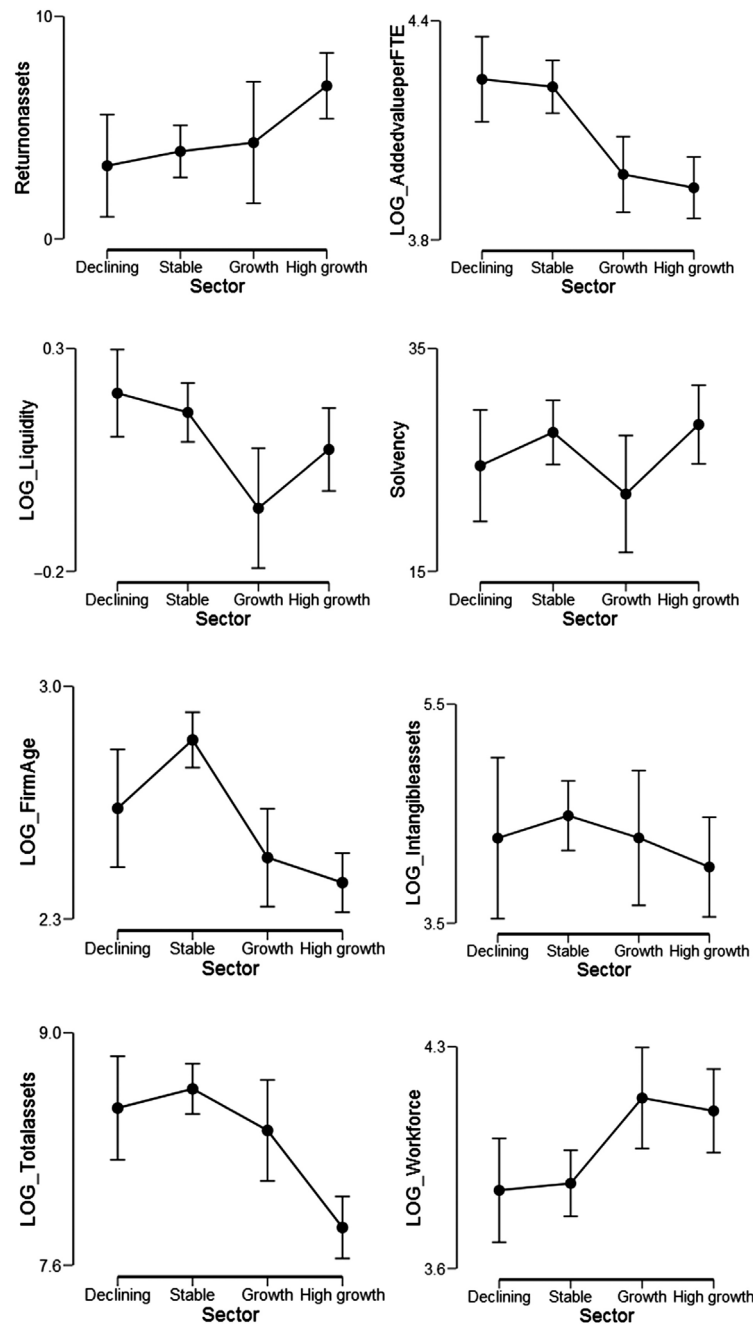 Returnonassets
10
0
Declining Stable Growth High growth
Sector
LOG_AddedvalueperFTE
4.4
3.8
Declining Stable Growth High growth
Sector
LOG_Liquidity
0.3
–0.2
Declining Stable Growth High growth
Sector
Solvency
35
15
Declining Stable Growth High growth
Sector
LOG_FirmAge
3.0
2.3
Declining Stable Growth High growth
Sector
LOG_Intangibleassets
5.5
3.5
Declining Stable Growth High growth
Sector
LOG_Totalassets
9.0
7.6
Declining Stable Growth High growth
Sector
LOG_Workforce
4.3
3.6
Declining Stable Growth High growth
Sector